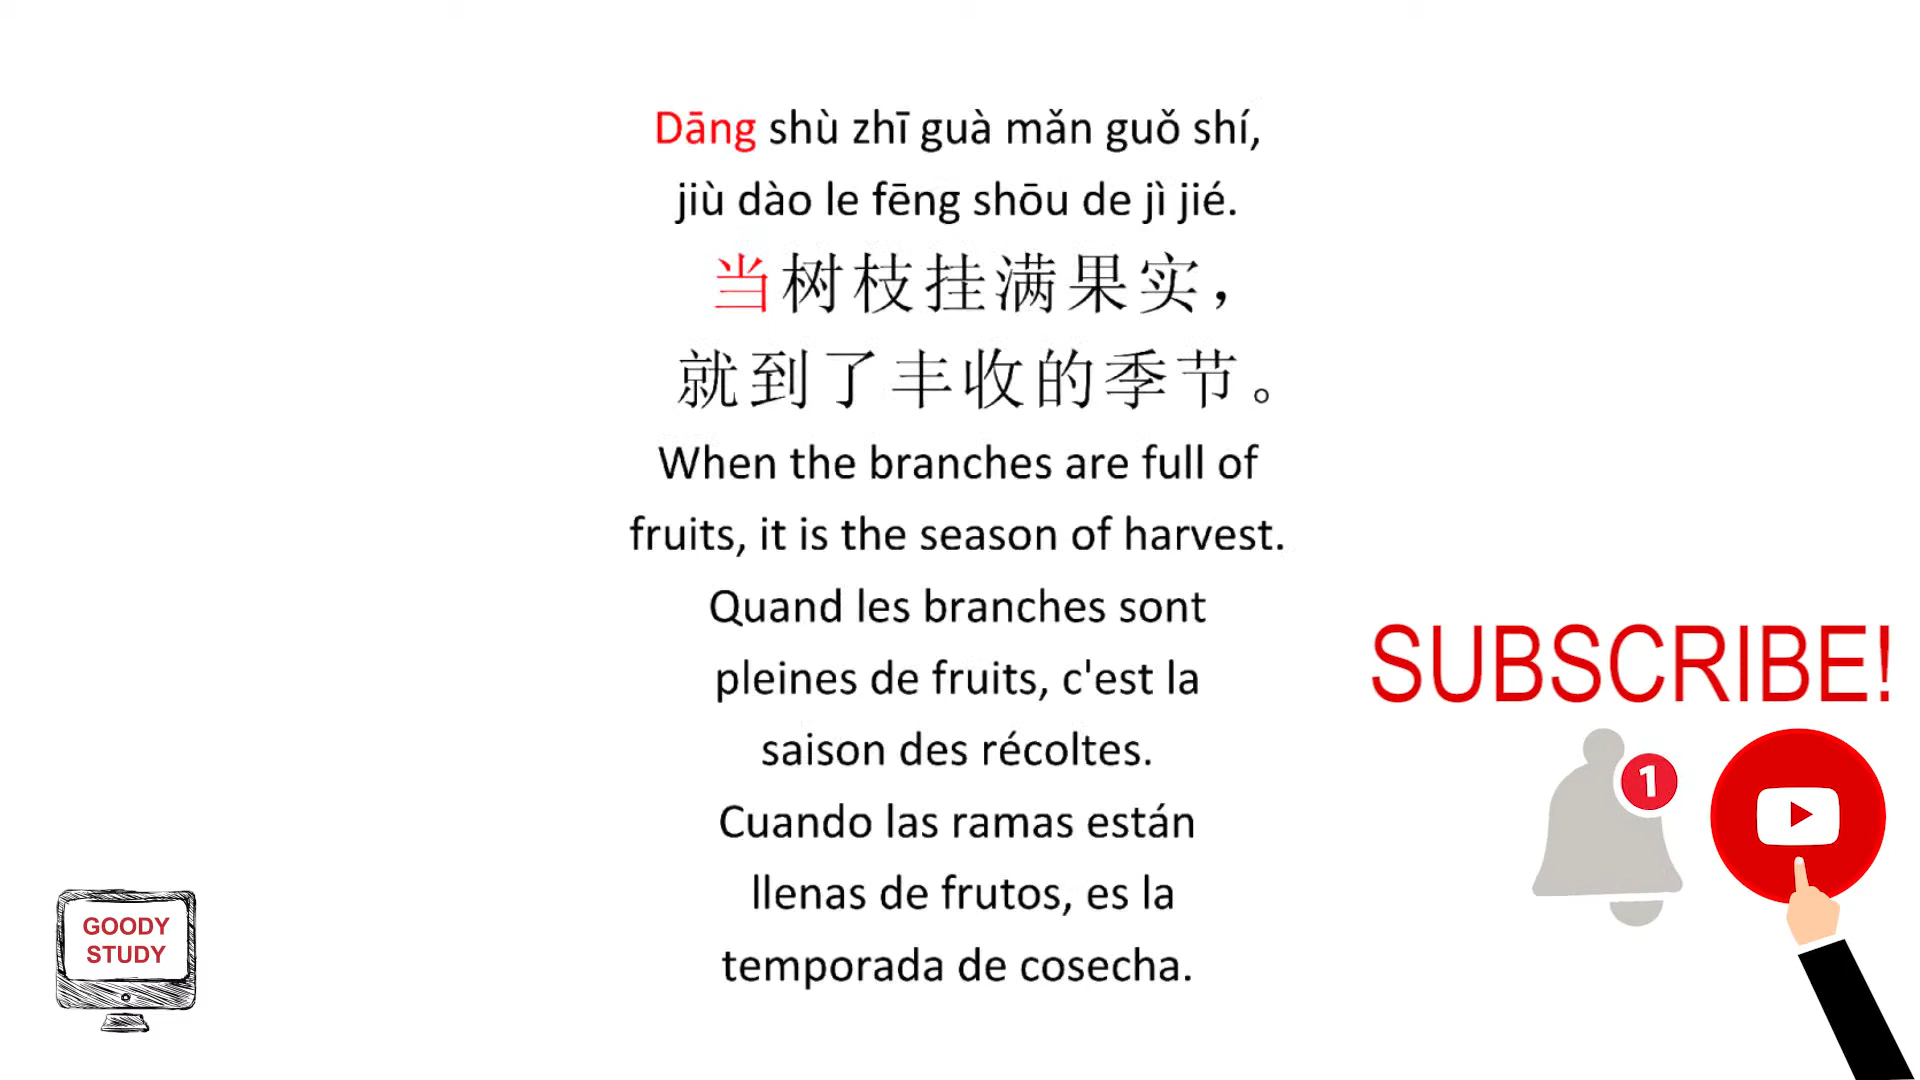 Dāng shù zhī guà mǎn guǒ shí,
jiù dào le fēng shōu de jì jié.
当树枝挂满果实，
就到了丰收的季节。
When the branches are full of
fruits, it is the season of harvest.
Quand les branches sont
pleines de fruits, c'est la
saison des récoltes.
Cuando las ramas están
llenas de frutos, es la
temporada de cosecha.
SUBSCRIBE!
1
GOODY
STUDY